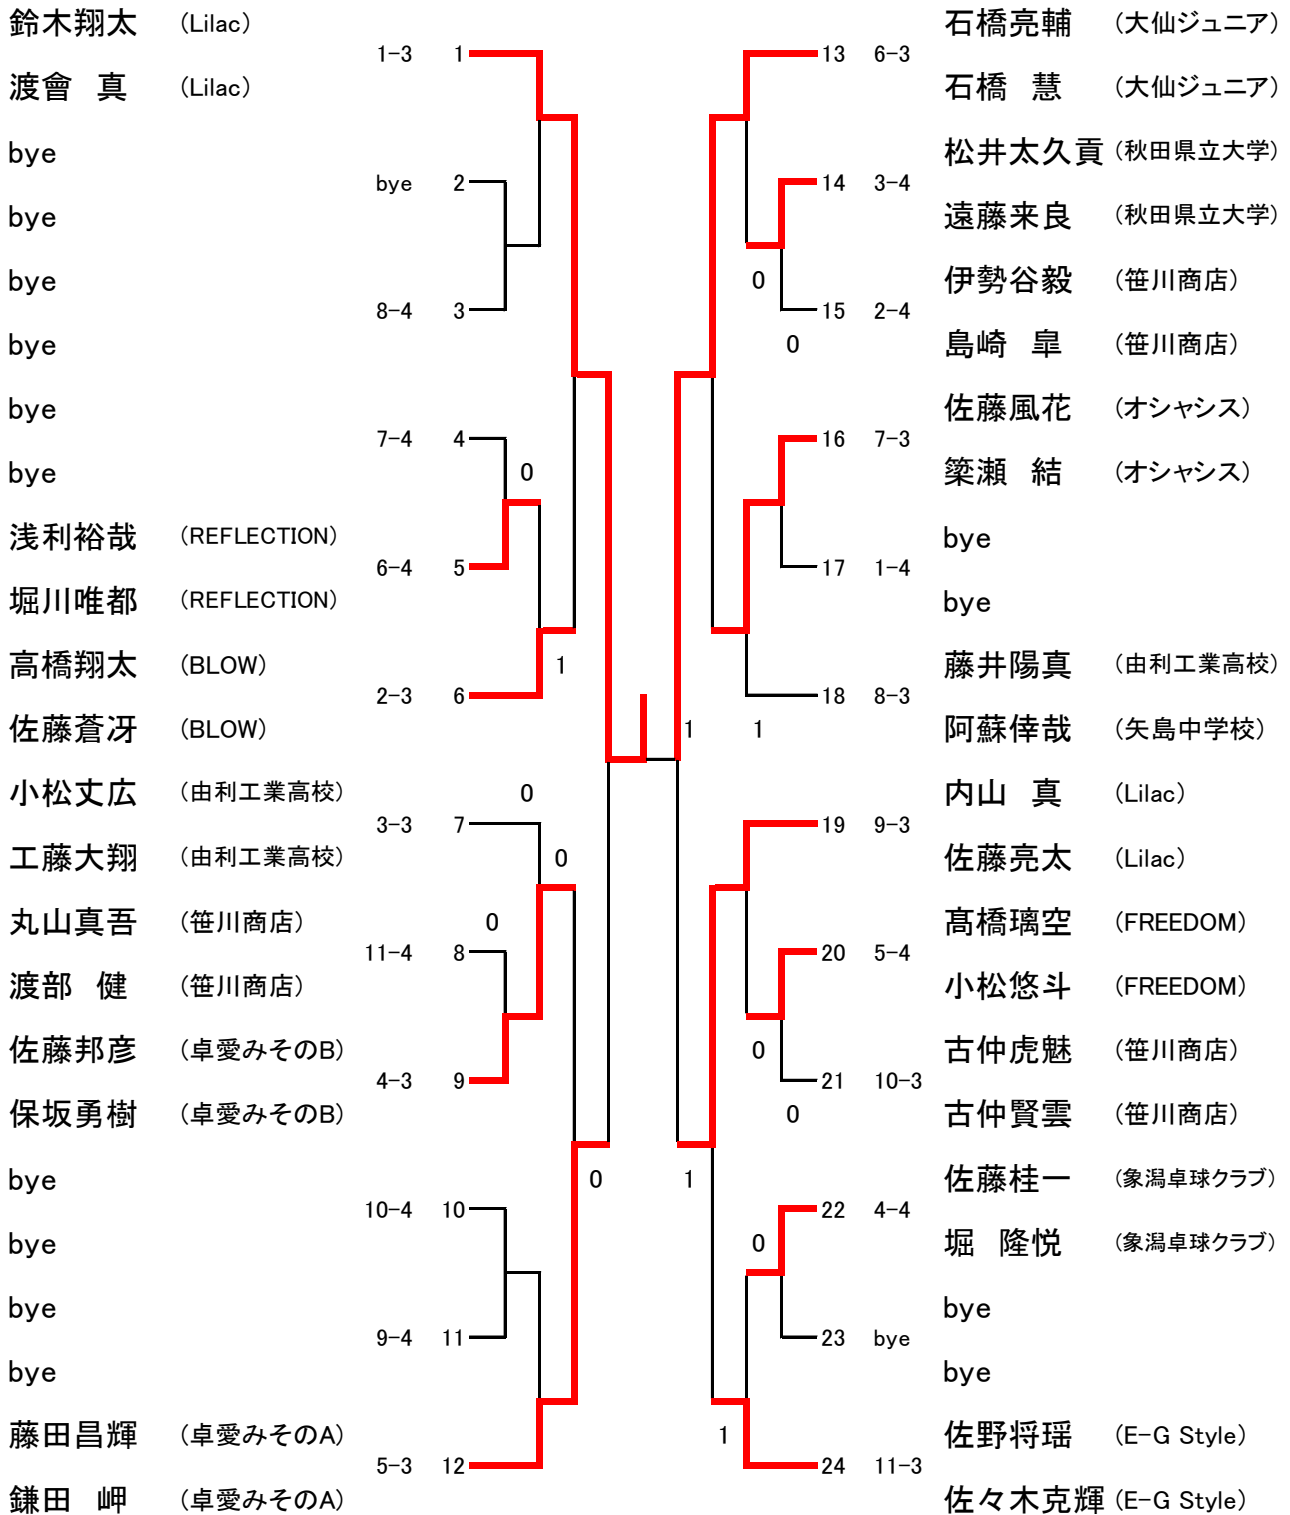 鈴木翔太 (Lilac)
1-3 1
渡會 真 (Lilac)
bye
bye 2
bye
bye
8-4 3
bye
bye
7-4 4
0
bye
浅利裕哉 (REFLECTION)
6-4 5
堀川唯都 (REFLECTION)
高橋翔太 (BLOW)
1
2-3 6
佐藤蒼冴 (BLOW)
小松丈広 (由利工業高校)
0
3-3 7
工藤大翔 (由利工業高校)
0
丸山真吾 (笹川商店)
0
11-4 8
渡部 健 (笹川商店)
佐藤邦彦 (卓愛みそのB)
4-3 9
保坂勇樹 (卓愛みそのB)
bye
0
10-4 10
bye
bye
9-4 11
bye
藤田昌輝 (卓愛みそのA)
5-3 12
鎌田 岬 (卓愛みそのA)
石橋亮輔 (大仙ジュニア)
13 6-3
石橋 慧 (大仙ジュニア)
松井太久貢 (秋田県立大学)
14 3-4
遠藤来良 (秋田県立大学)
0
伊勢谷毅 (笹川商店)
15 2-4
0
島崎 皐 (笹川商店)
佐藤風花 (オシャシス)
16 7-3
簗瀬 結 (オシャシス)
bye
17 1-4
bye
藤井陽真 (由利工業高校)
18 8-3
1
1
阿蘇倖哉 (矢島中学校)
内山 真 (Lilac)
19 9-3
佐藤亮太 (Lilac)
髙橋璃空 (FREEDOM)
20 5-4
小松悠斗 (FREEDOM)
0
古仲虎魅 (笹川商店)
21 10-3
0
古仲賢雲 (笹川商店)
1
佐藤桂一 (象潟卓球クラブ)
22 4-4
0
堀 隆悦 (象潟卓球クラブ)
bye
23 bye
bye
1
佐野将瑶 (E-G Style)
24 11-3
佐々木克輝 (E-G Style)